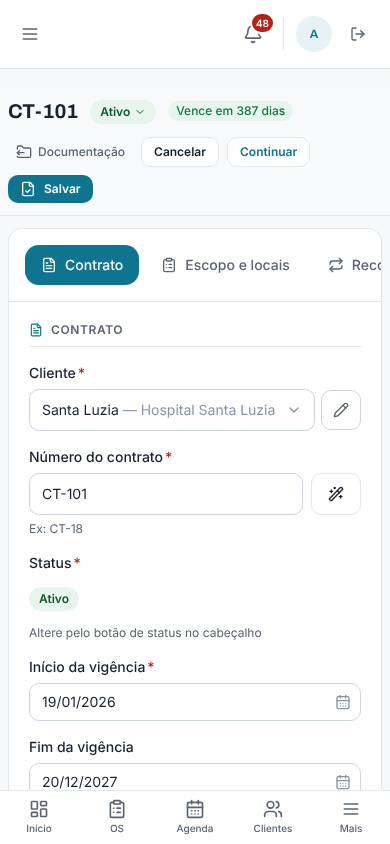 48
A
CT-101
Ativo
Vence em 387 dias
Documentação
Cancelar
Continuar
Salvar
Contrato
Escopo e locais
CONTRATO
Cliente*
Santa Luzia — Hospital Santa Luzia
Número do contrato*
CT-101
Ex: CT-18
Status*
Ativo
Altere pelo botão de status no cabeçalho
Início da vigência*
19/01/2026
Fim da vigência
20/12/2027
Início
OS
Agenda
Clientes
Mais